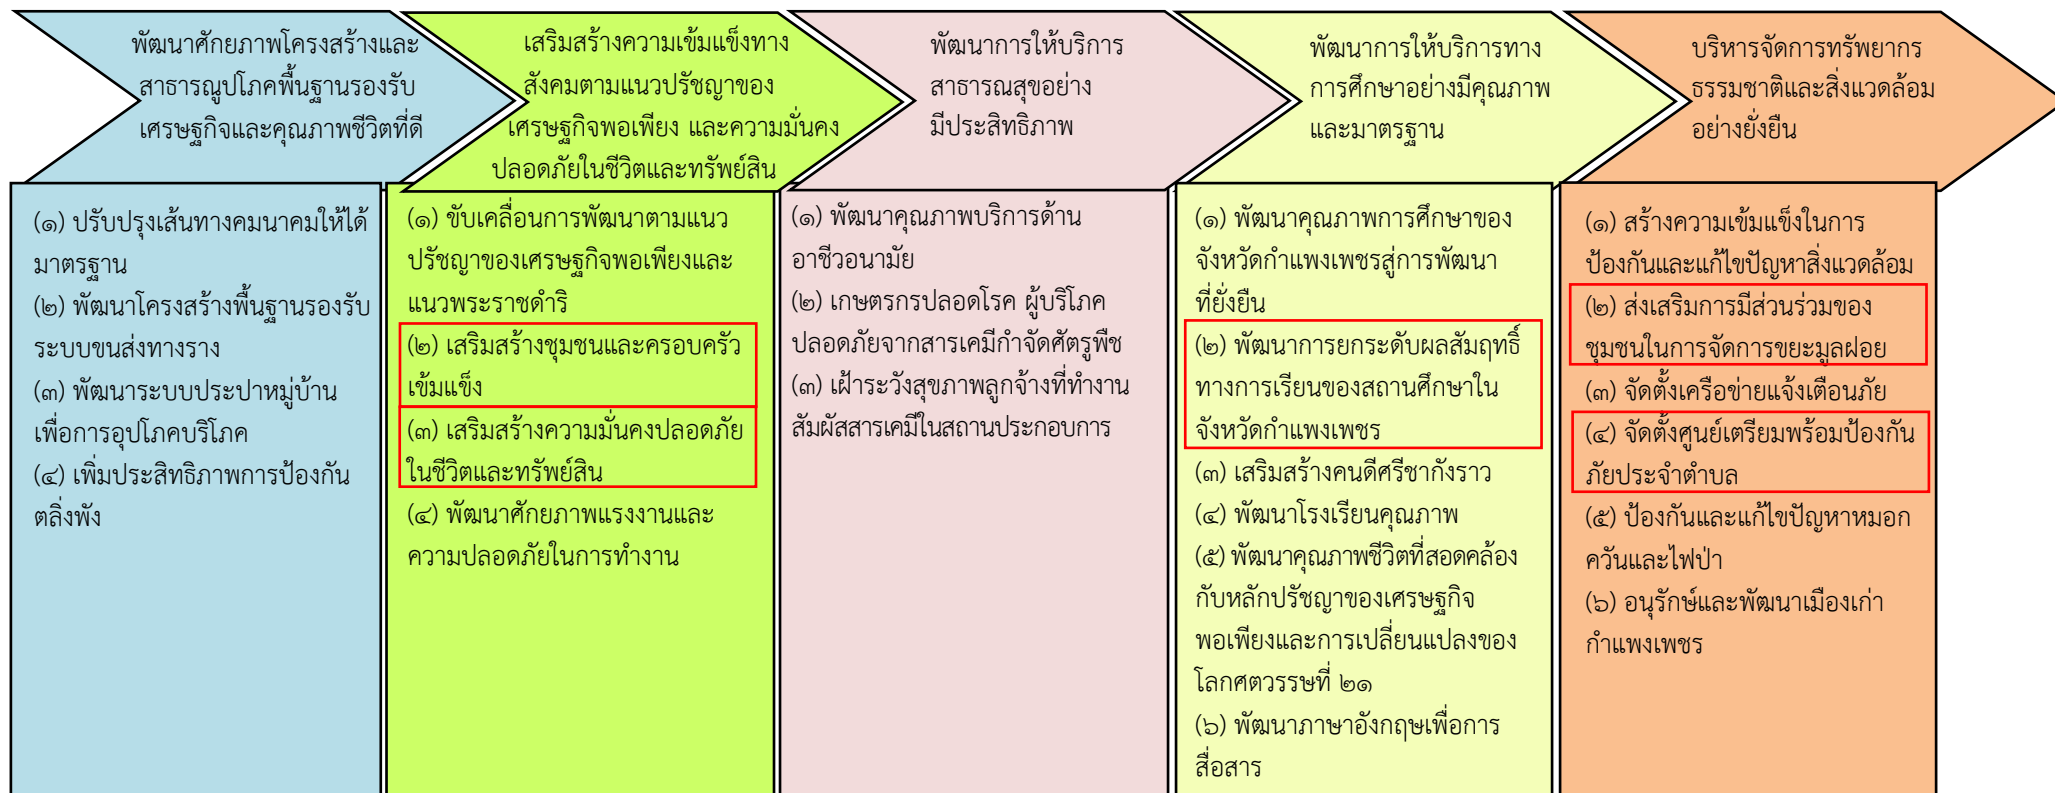 พัฒนาศักยภาพโครงสร้างและ
สาธารณูปโภคพื้นฐานรองรับ
เศรษฐกิจและคุณภาพชีวิตที่ดี
เสริมสร้างความเข้มแข็งทาง
สังคมตามแนวปรัชญาของ
เศรษฐกิจพอเพียง และความมั่นคง
ปลอดภัยในชีวิตและทรัพย์สิน
พัฒนาการให้บริการ
สาธารณสุขอย่าง
มีประสิทธิภาพ
พัฒนาการให้บริการทาง
การศึกษาอย่างมีคุณภาพ
และมาตรฐาน
บริหารจัดการทรัพยากร
ธรรมชาติและสิ่งแวดล้อม
อย่างยั่งยืน
(๑) ปรับปรุงเส้นทางคมนาคมให้ได้
มาตรฐาน
(๒) พัฒนาโครงสร้างพื้นฐานรองรับ
ระบบขนส่งทางราง
(๓) พัฒนาระบบประปาหมู่บ้าน
เพื่อการอุปโภคบริโภค
(๔) เพิ่มประสิทธิภาพการป้องกัน
ตลิ่งพัง
(๑) ขับเคลื่อนการพัฒนาตามแนว
ปรัชญาของเศรษฐกิจพอเพียงและ
แนวพระราชดำริ
(๒) เสริมสร้างชุมชนและครอบครัว
เข้มแข็ง
(๓) เสริมสร้างความมั่นคงปลอดภัย
ในชีวิตและทรัพย์สิน
(๔) พัฒนาศักยภาพแรงงานและ
ความปลอดภัยในการทำงาน
(๑) พัฒนาคุณภาพบริการด้าน
อาชีวอนามัย
(๒) เกษตรกรปลอดโรค ผู้บริโภค
ปลอดภัยจากสารเคมีกำจัดศัตรูพืช
(๓) เฝ้าระวังสุขภาพลูกจ้างที่ทำงาน
สัมผัสสารเคมีในสถานประกอบการ
(๑) พัฒนาคุณภาพการศึกษาของ
จังหวัดกำแพงเพชรสู่การพัฒนา
ที่ยั่งยืน
(๒) พัฒนาการยกระดับผลสัมฤทธิ์
ทางการเรียนของสถานศึกษาใน
จังหวัดกำแพงเพชร
(๓) เสริมสร้างคนดีศรีชากังราว
(๔) พัฒนาโรงเรียนคุณภาพ
(๕) พัฒนาคุณภาพชีวิตที่สอดคล้อง
กับหลักปรัชญาของเศรษฐกิจ
พอเพียงและการเปลี่ยนแปลงของ
โลกศตวรรษที่ ๒๑
(๖) พัฒนาภาษาอังกฤษเพื่อการ
สื่อสาร
(๑) สร้างความเข้มแข็งในการ
ป้องกันและแก้ไขปัญหาสิ่งแวดล้อม
(๒) ส่งเสริมการมีส่วนร่วมของ
ชุมชนในการจัดการขยะมูลฝอย
(๓) จัดตั้งเครือข่ายแจ้งเตือนภัย
(๔) จัดตั้งศูนย์เตรียมพร้อมป้องกัน
ภัยประจำตำบล
(๕) ป้องกันและแก้ไขปัญหาหมอก
ควันและไฟป่า
(๖) อนุรักษ์และพัฒนาเมืองเก่า
กำแพงเพชร